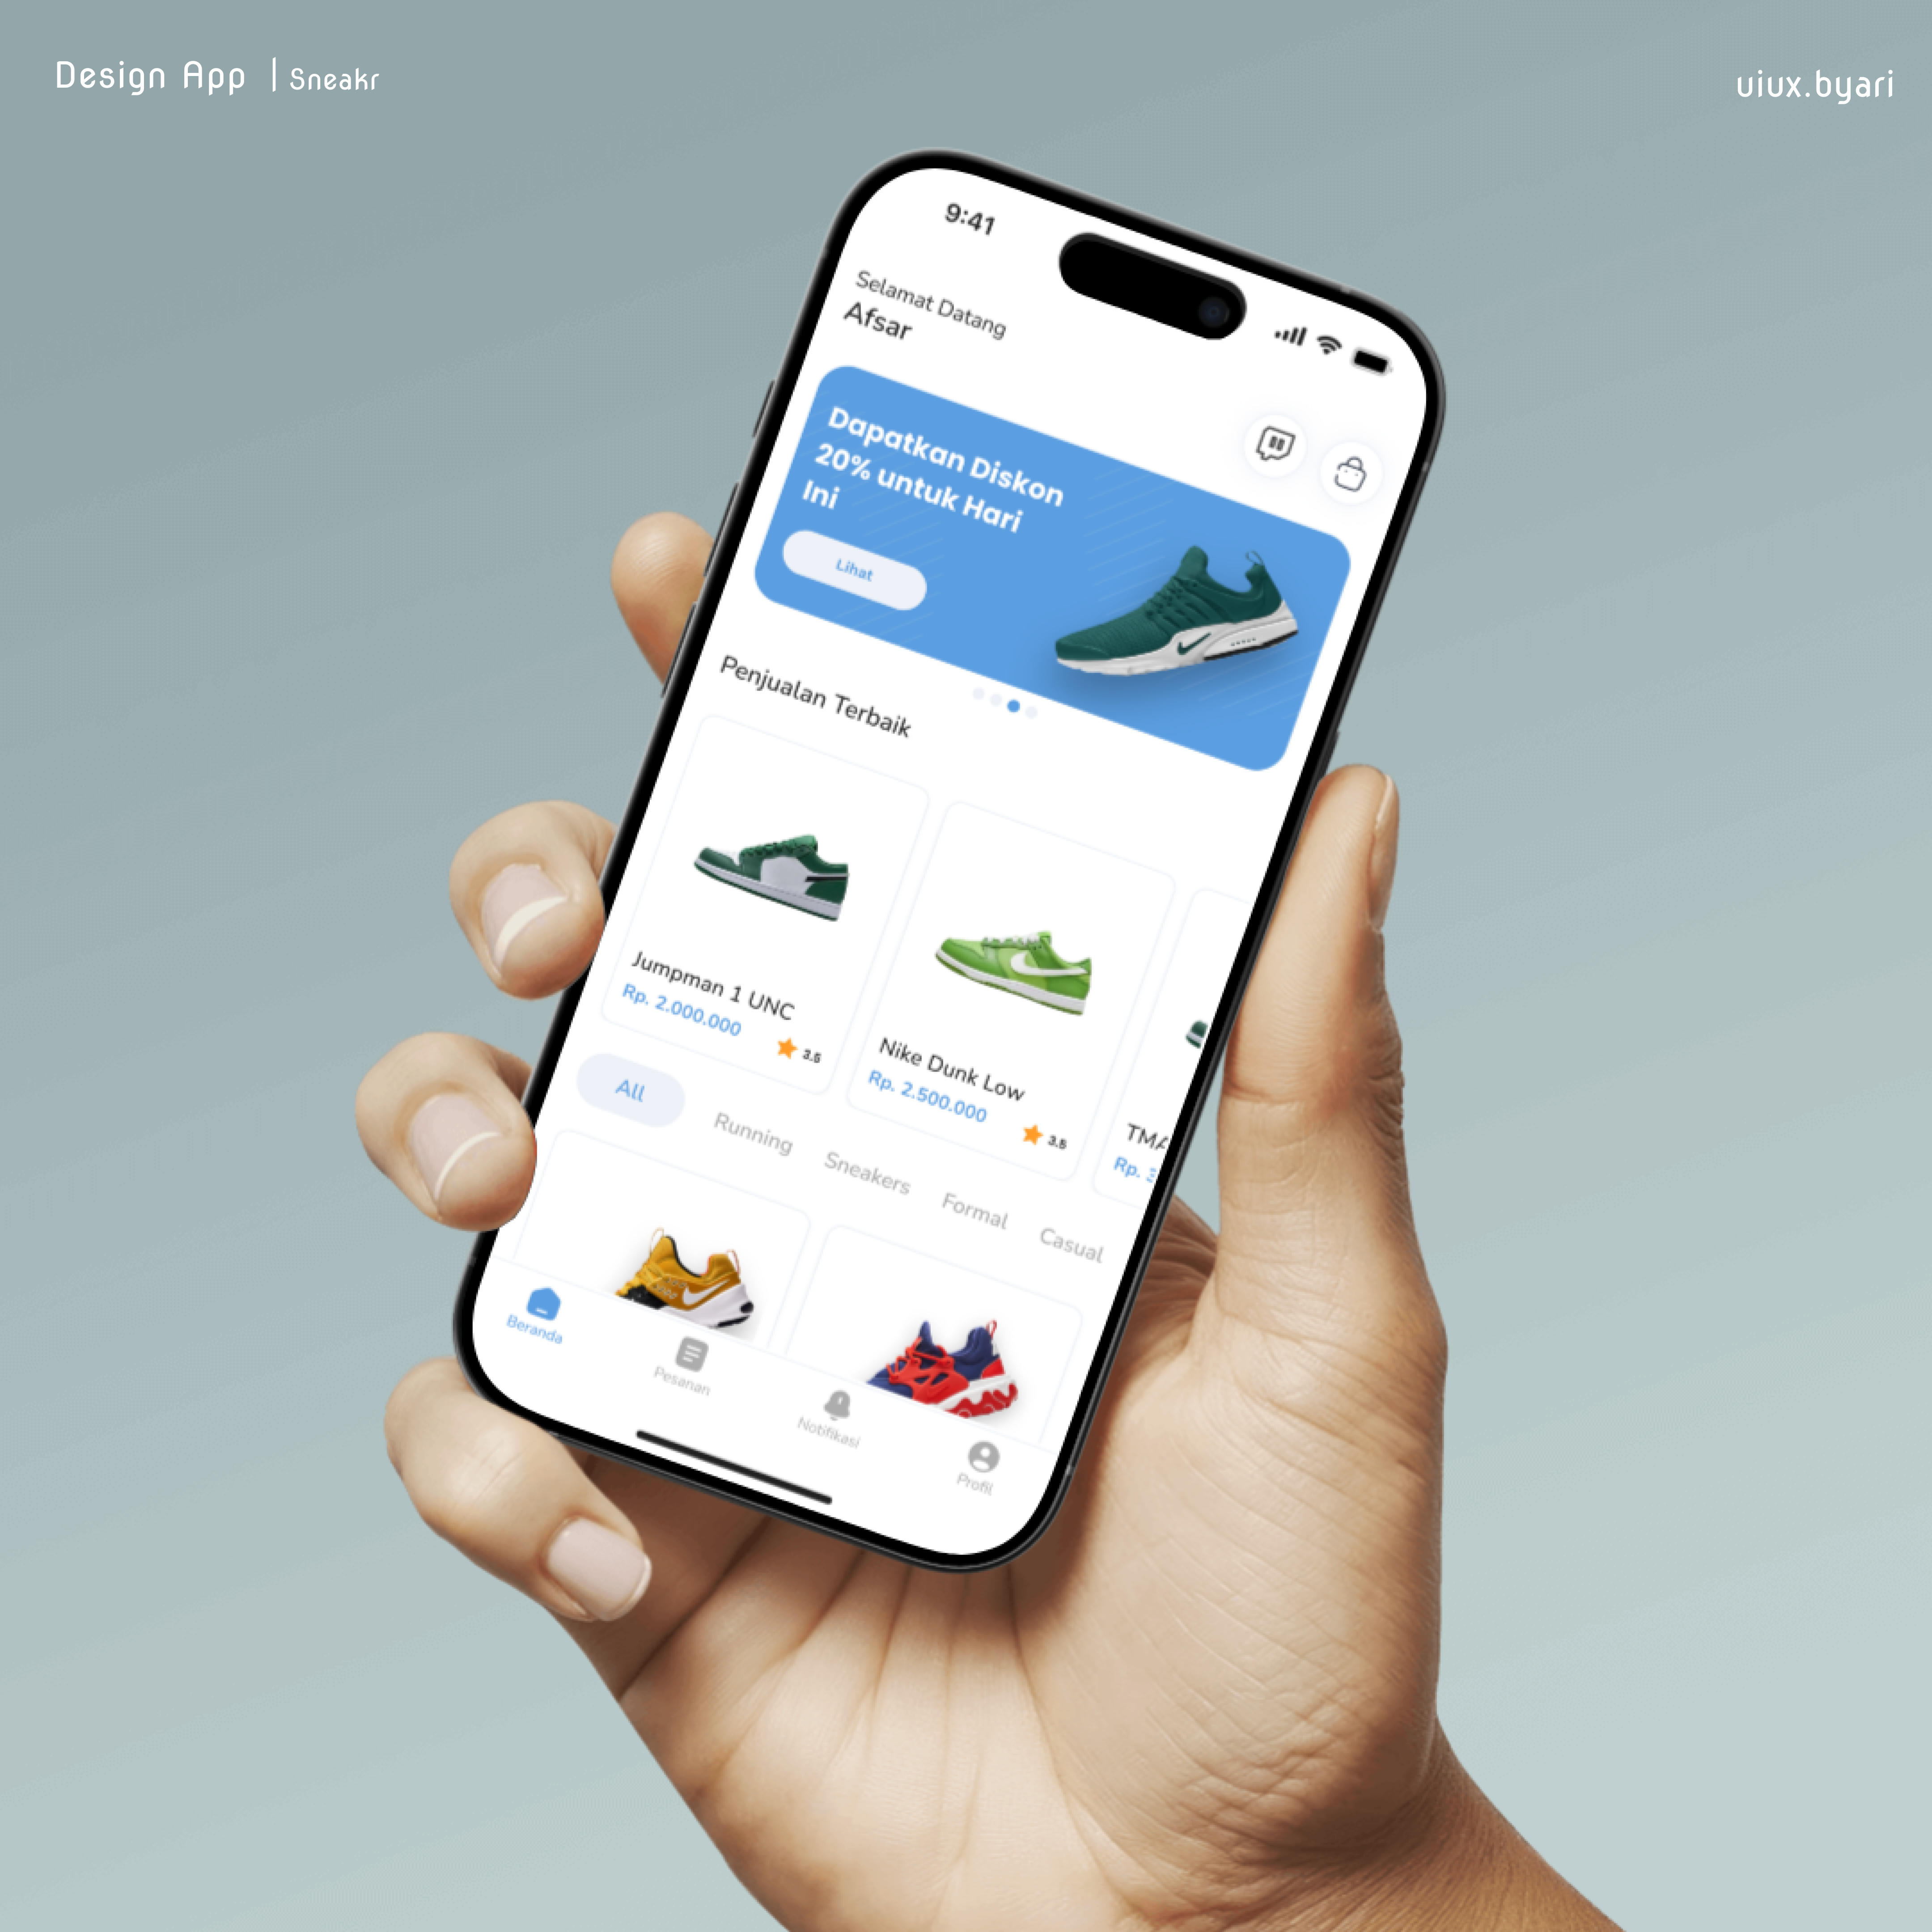 Design App | Sneakr
uiux.byari
9:41
Selamat Datang
Afsar
Dapatkan Diskon
20% untuk Hari
Ini
Lihat
Penjualan Terbaik
Jumpman 1 UNC
Rp. 2.000.000
3.5
Nike Dunk Low
Rp. 2.500.000
3.5
TMA
Rp.
All
Running
Sneakers
Formal
Casual
Beranda
Pesanan
Notifikasi
Profil